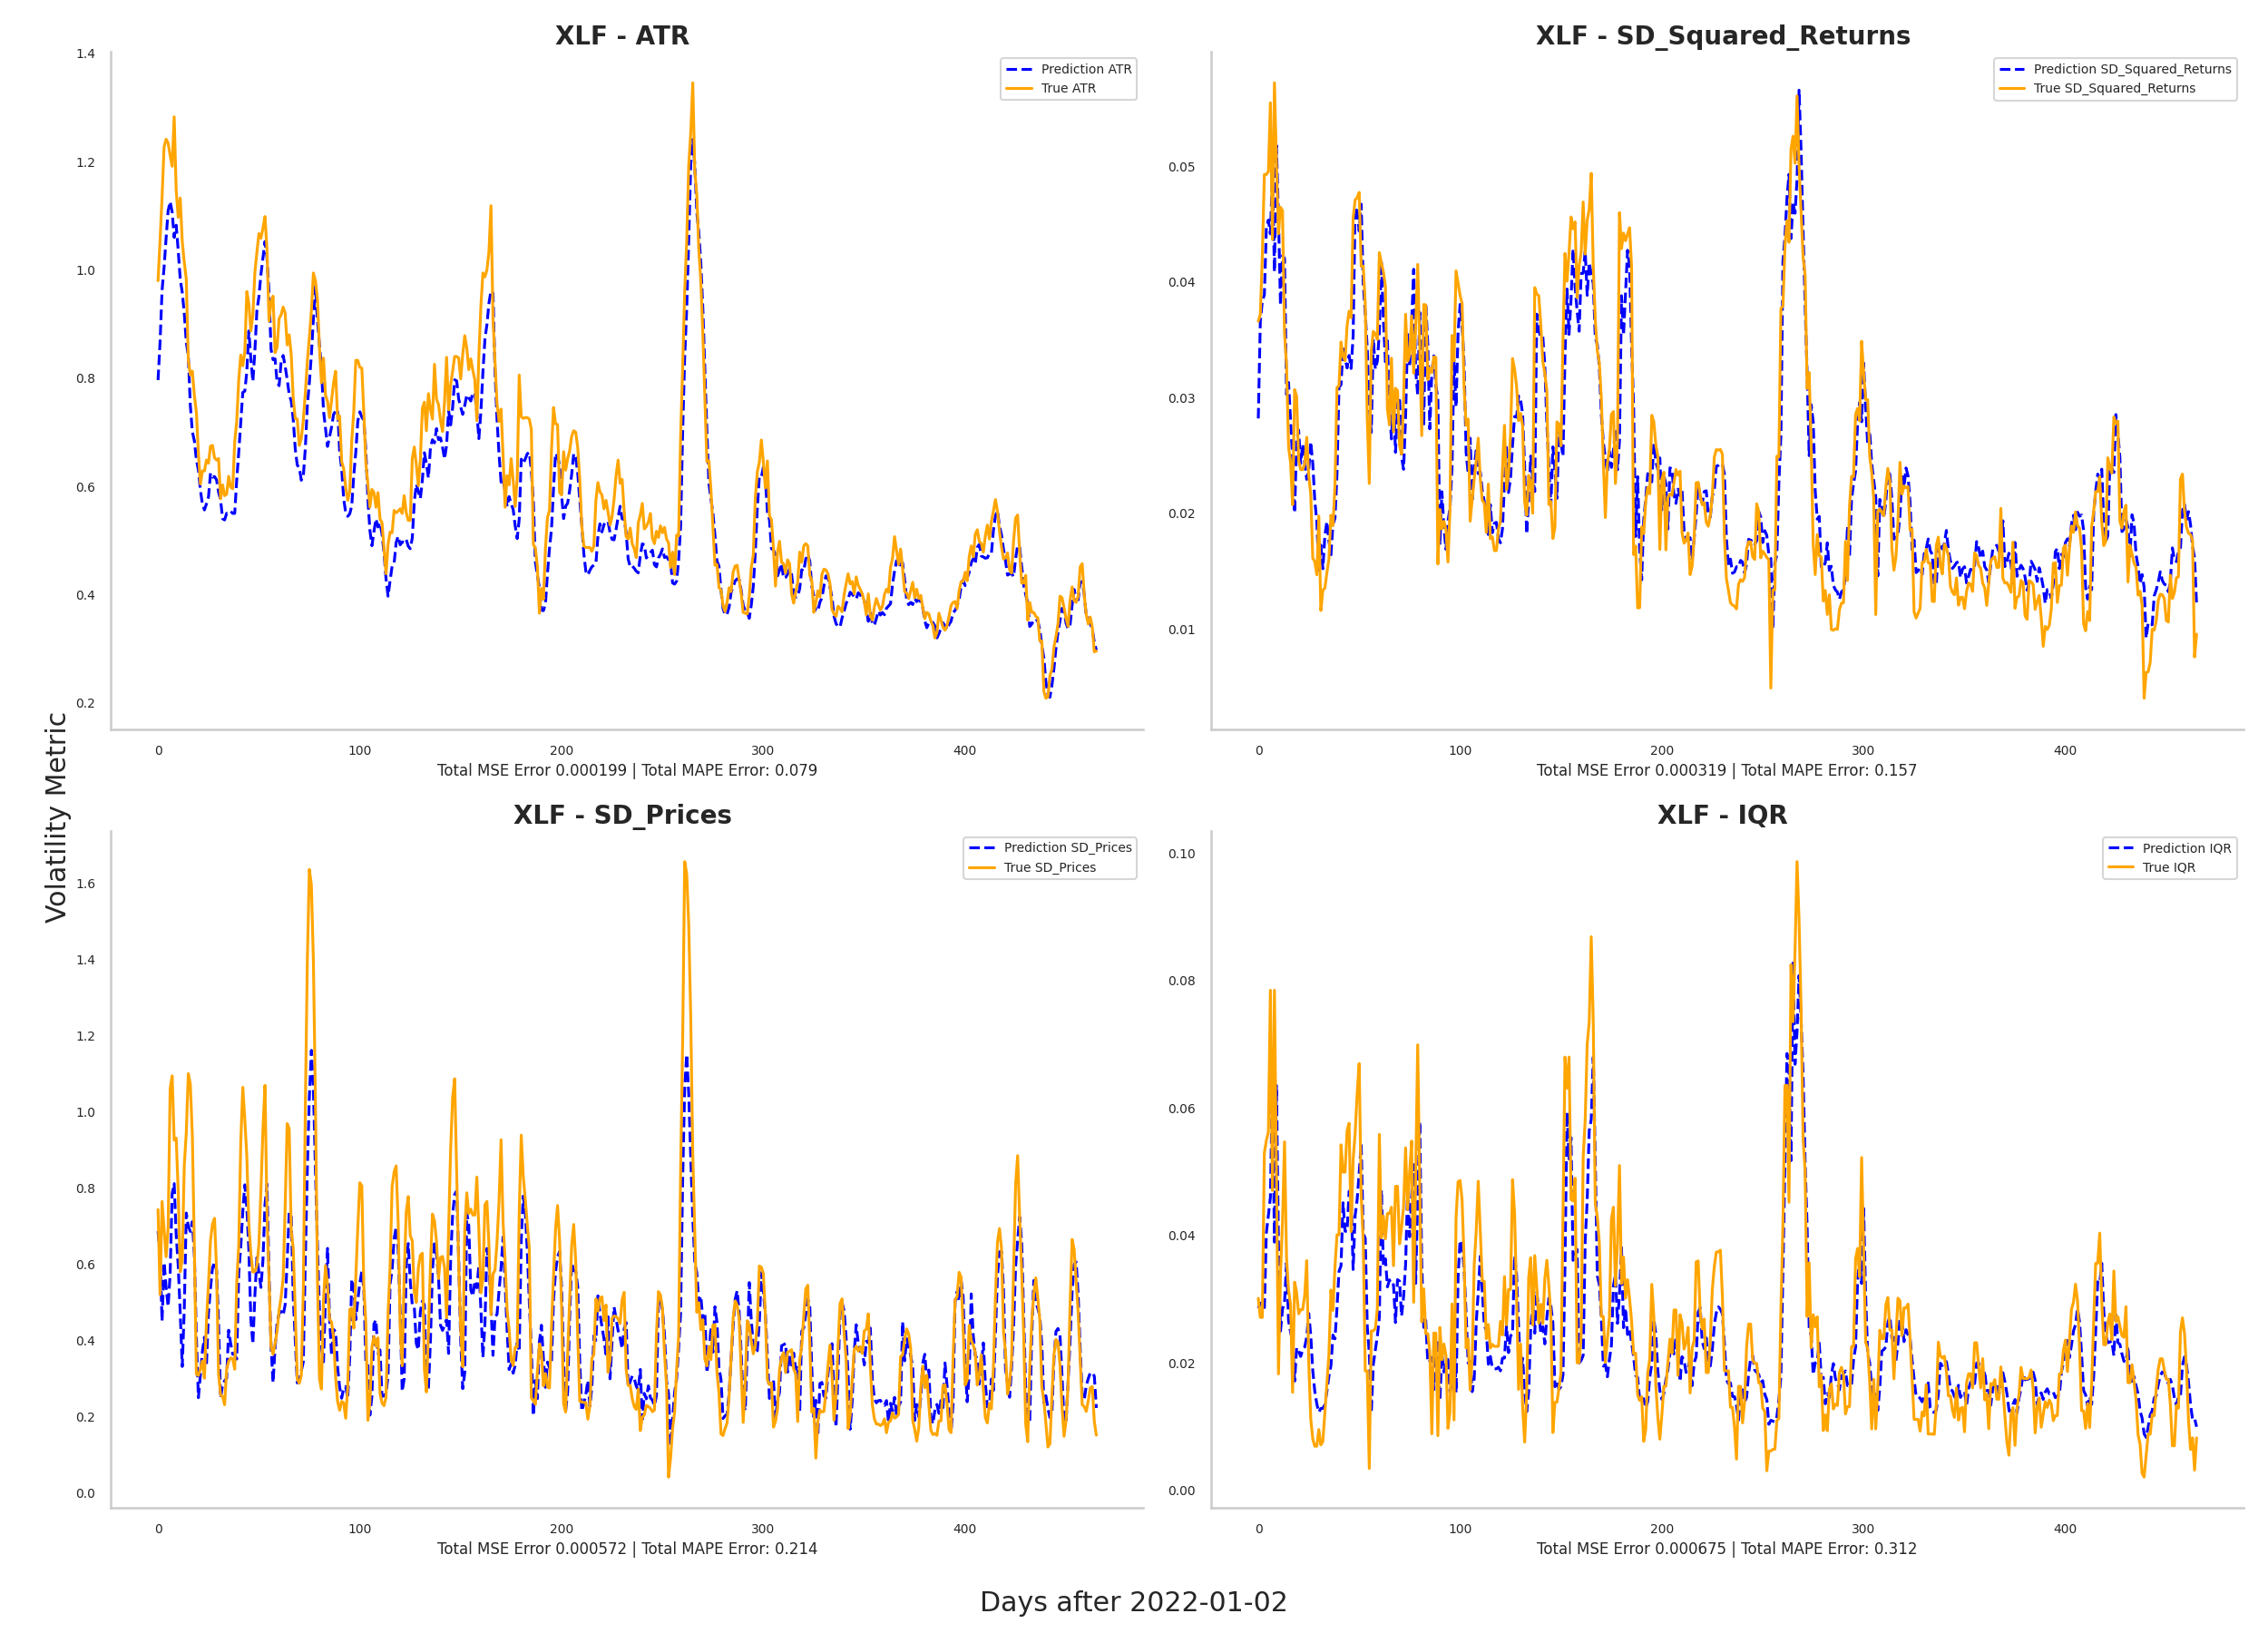 XLF - ATR
1.4
1.2
1.0
0.8
0.6
0.4
0.2
0 100 200 300 400
Prediction ATR
True ATR
Total MSE Error 0.000199 | Total MAPE Error: 0.079
XLF - SD_Squared_Returns
0.05
0.04
0.03
0.02
0.01
0 100 200 300 400
Prediction SD_Squared_Returns
True SD_Squared_Returns
Total MSE Error 0.000319 | Total MAPE Error: 0.157
Volatility Metric
XLF - SD_Prices
1.6
1.4
1.2
1.0
0.8
0.6
0.4
0.2
0.0
0 100 200 300 400
Prediction SD_Prices
True SD_Prices
Total MSE Error 0.000572 | Total MAPE Error: 0.214
XLF - IQR
0.10
0.08
0.06
0.04
0.02
0.00
0 100 200 300 400
Prediction IQR
True IQR
Total MSE Error 0.000675 | Total MAPE Error: 0.312
Days after 2022-01-02